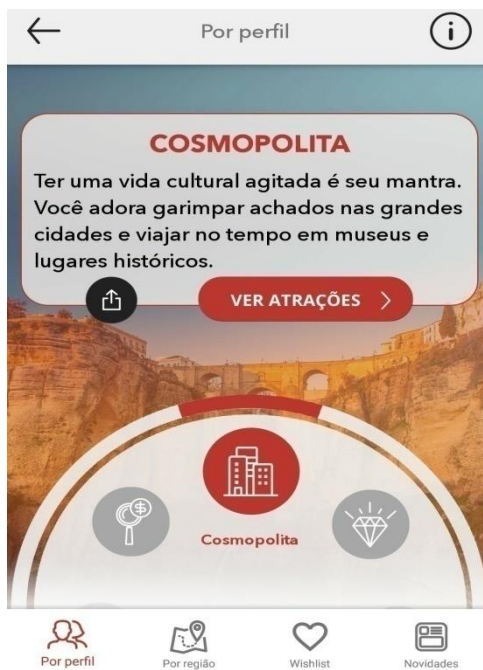 Por perfil
COSMOPOLITA
Ter uma vida cultural agitada é seu mantra.
Você adora garimpar achados nas grandes
cidades e viajar no tempo em museus e
lugares históricos.
VER ATRAÇÕES
Cosmopolita
Por perfil
Por região
Wishlist
Novidades